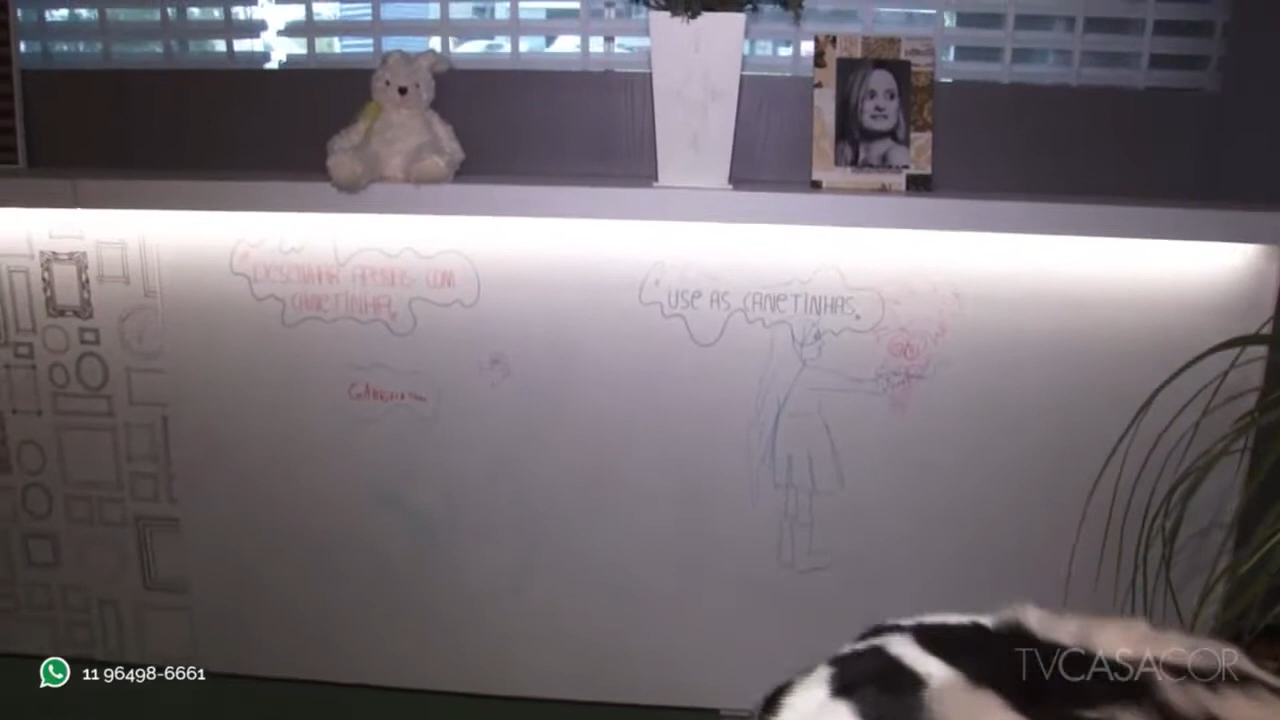 DESENHAR APENAS COM
CANETINHA.
USE AS CANETINHAS.
11 96498-6661
TVCASACOR